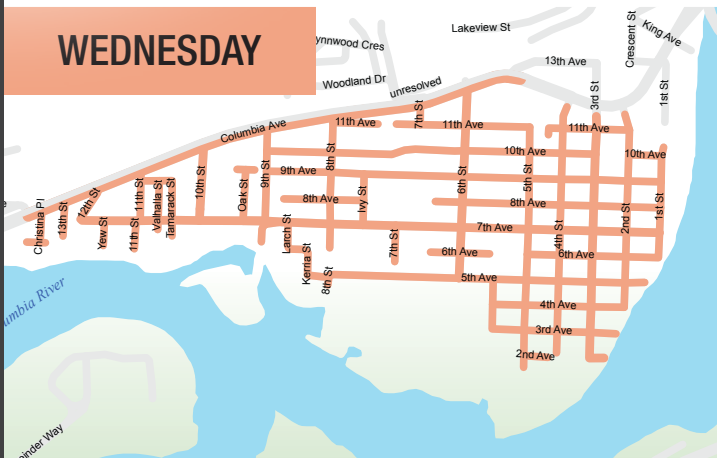 WEDNESDAY
Lakeview St
Crescent St
King Ave
ynnwood Cres
13th Ave
Woodland Dr
unresolved
3rd St
1st St
7th St
Columbia Ave
11th Ave
11th Ave
11th Ave
8th St
10th Ave
10th Ave
9th St
9th Ave
6th St
5th St
10th St
Oak St
8th Ave
Ivy St
8th Ave
2nd St
1st St
12th St
11th St
Valhalla St
Tamarack St
Christina Pl
13th St
Yew St
11th St
Larch St
7th Ave
4th St
7th St
Kerria St
6th Ave
6th Ave
8th St
5th Ave
umbia River
4th Ave
3rd Ave
2nd Ave
inder Way